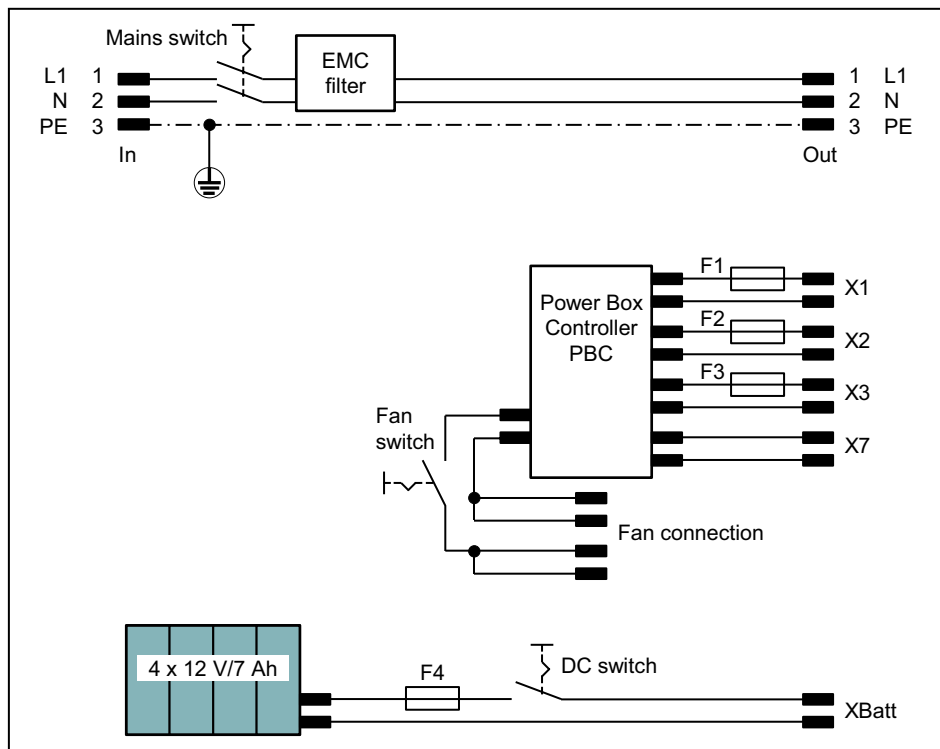 Mains switch
EMC
filter
L1 1
N 2
PE 3
In
1 L1
2 N
3 PE
Out
Power Box
Controller
PBC
F1
X1
F2
X2
F3
X3
X7
Fan
switch
Fan connection
4 x 12 V/7 Ah
F4
DC switch
XBatt